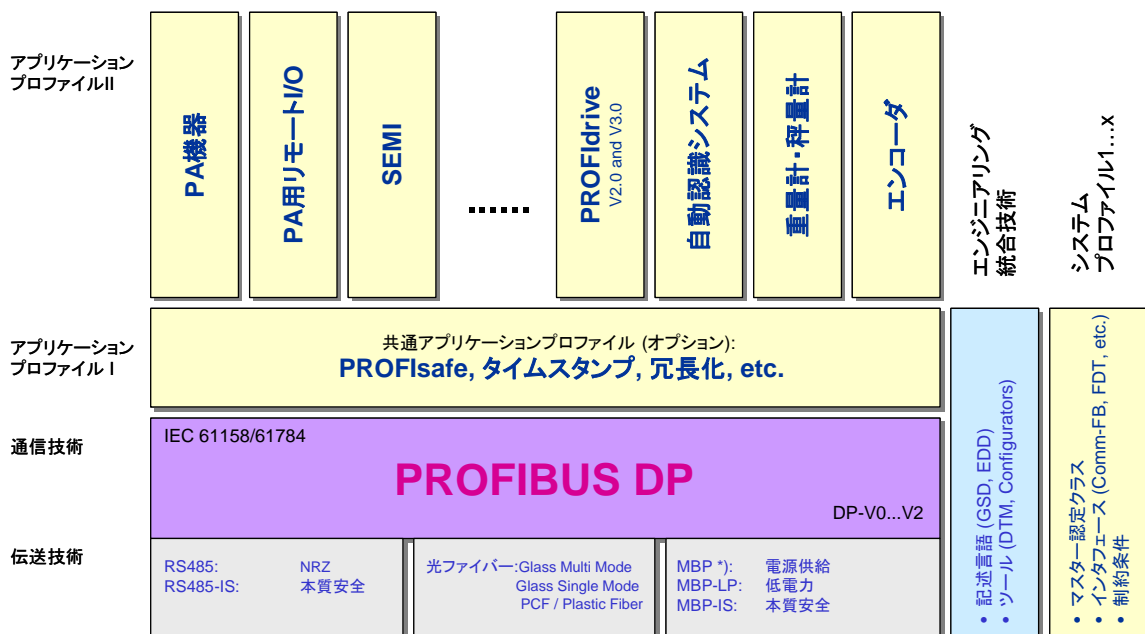 アプリケーション
プロファイルII
PA機器
PA用リモートI/O
SEMI
......
PROFIdrive
V2.0 and V3.0
自動認識システム
重量計・秤量計
エンコーダ
エンジニアリング
統合技術
システム
プロファイル1...x
アプリケーション
プロファイル I
共通アプリケーションプロファイル (オプション):
PROFIsafe, タイムスタンプ, 冗長化, etc.
通信技術
IEC 61158/61784
PROFIBUS DP
DP-V0...V2
伝送技術
RS485: NRZ
RS485-IS: 本質安全
光ファイバー:Glass Multi Mode
Glass Single Mode
PCF / Plastic Fiber
MBP *): 電源供給
MBP-LP: 低電力
MBP-IS: 本質安全
• 記述言語 (GSD, EDD)
• ツール (DTM, Configurators)
• マスター認定クラス
• インタフェース (Comm-FB, FDT, etc.)
• 制約条件